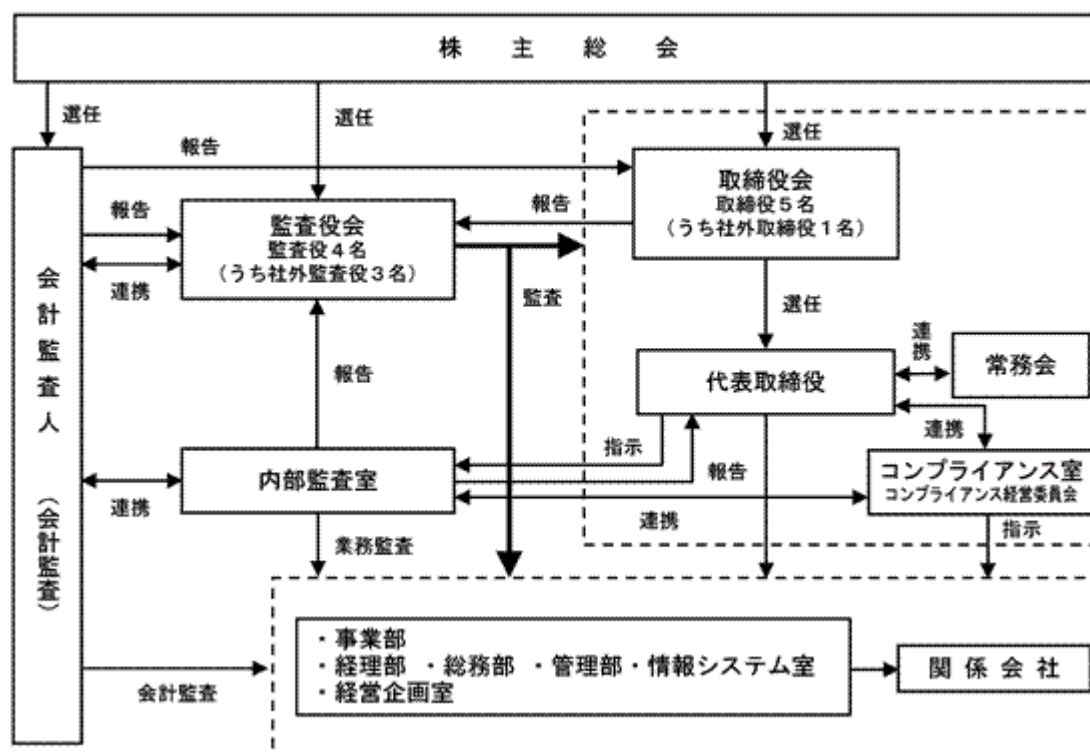 株主総会
選任
選任
選任
報告
取締役会
取締役5名
(うち社外取締役1名)
報告
監査役会
監査役4名
(うち社外監査役3名)
報告
連携
監査
選任
会計監査人
(会計監査)
代表取締役
連携
常務会
報告
指示
連携
内部監査室
報告
コンプライアンス室
コンプライアンス経営委員会
連携
連携
指示
業務監査
・事業部
・経理部 ・総務部 ・管理部・情報システム室
・経営企画室
関係会社
会計監査